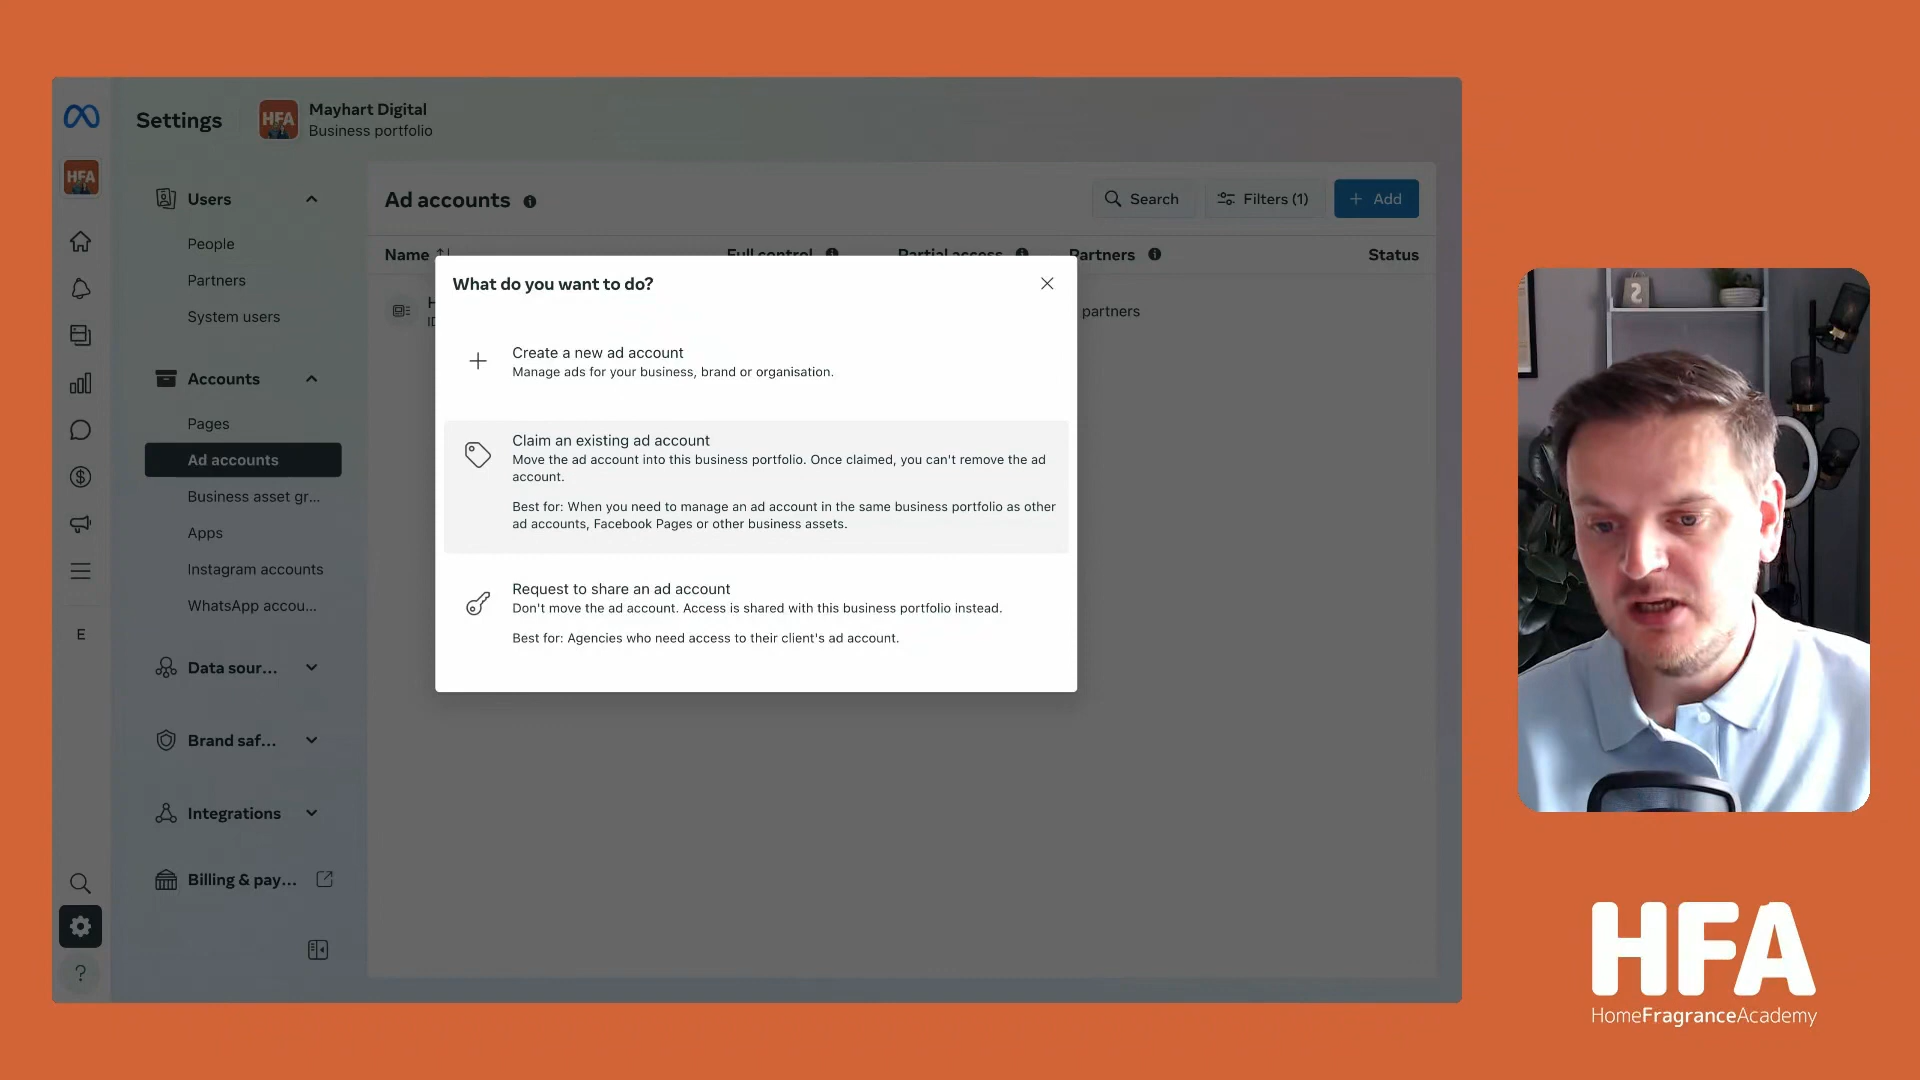 Settings
HFA
Mayhart Digital
Business portfolio
HFA
Users
People
Partners
System users
Accounts
Pages
Ad accounts
Business asset gr...
Apps
Instagram accounts
WhatsApp accou...
E
Data sour...
Brand saf...
Integrations
Billing & pay...
?
Ad accounts
Search
Filters (1)
+ Add
Name
Full control
Partial access
Partners
Status
H
ID
partners
What do you want to do?
Create a new ad account
Manage ads for your business, brand or organisation.
Claim an existing ad account
Move the ad account into this business portfolio. Once claimed, you can't remove the ad
account.
Best for: When you need to manage an ad account in the same business portfolio as other
ad accounts, Facebook Pages or other business assets.
Request to share an ad account
Don't move the ad account. Access is shared with this business portfolio instead.
Best for: Agencies who need access to their client's ad account.
HFA
HomeFragranceAcademy